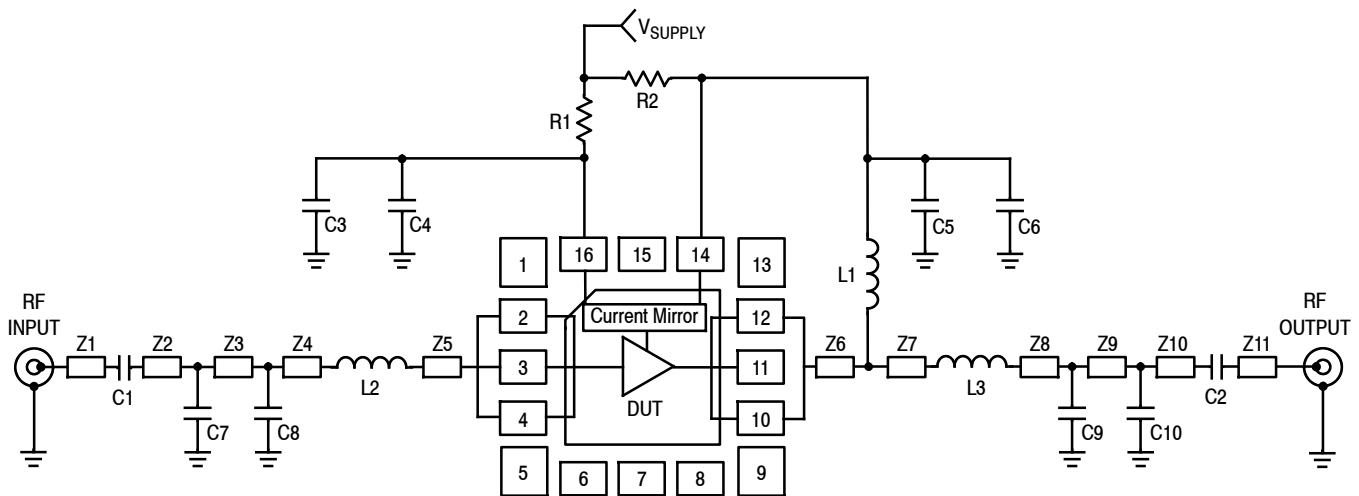 VSUPPLY
R2
R1
C3
C4
C5
C6
1
16
15
14
13
L1
RF
INPUT
RF
OUTPUT
2
Current Mirror
12
Z1
Z2
Z3
Z4
Z5
3
11
Z6
Z7
Z8
Z9
Z10
Z11
C1
L2
DUT
L3
C2
C7
C8
4
10
C9
C10
5
6
7
8
9